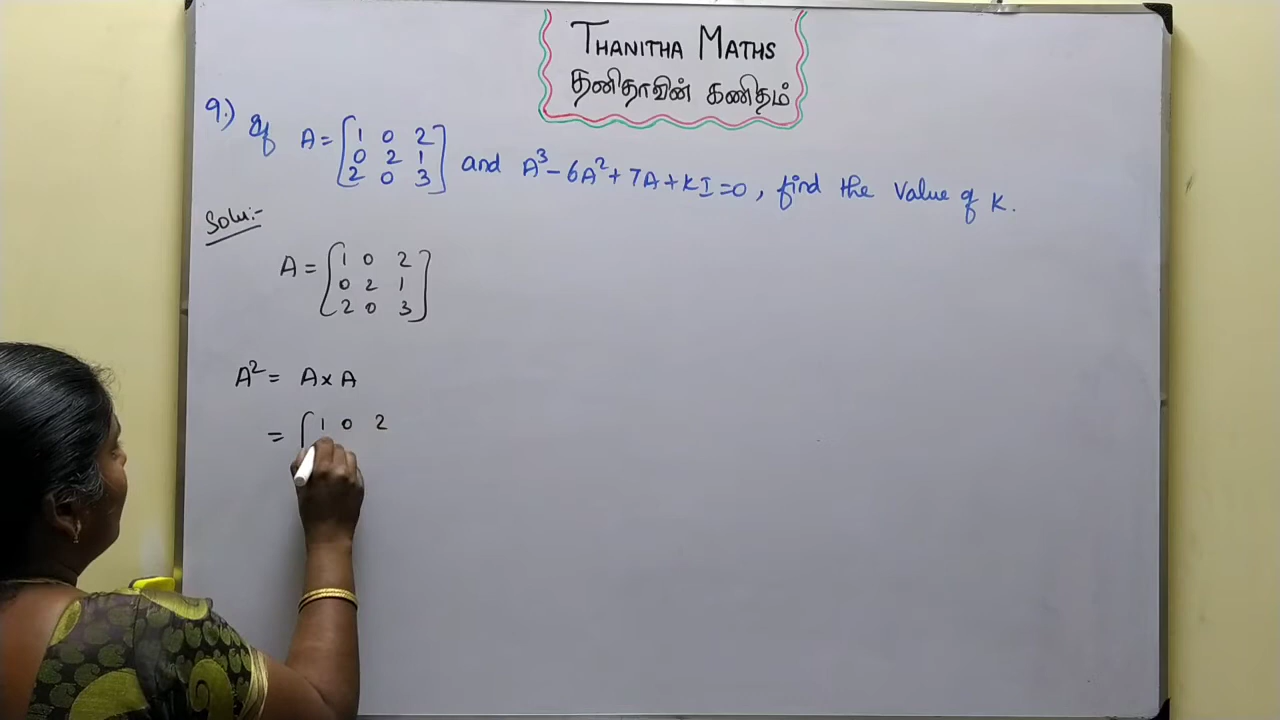 THANITHA MATHS
தனிதாவின் கணிதம்
9.) If A = [1 0 2
0 2 1
2 0 3] and A³ - 6A² + 7A + KI = 0, find the value of K.
Solu:-
A = [1 0 2
0 2 1
2 0 3]
A² = A × A
= [1 0 2